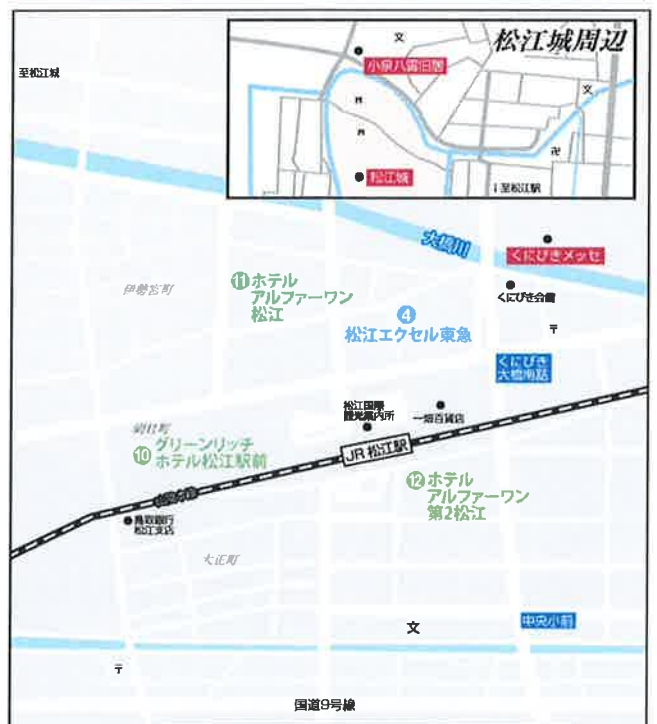 松江城周辺
文
小泉八雲旧居
文
卍
松江城
↓至松江駅
至松江城
大橋川
くにびきメッセ
くにびき会館
〒
伊勢宮町
⑪ホテル
アルファーワン
松江
④
松江エクセル東急
くにびき
大橋南詰
松江国際
観光案内所
一畑百貨店
朝日町
⑩グリーンリッチ
ホテル松江駅前
JR 松江駅
⑫ホテル
アルファーワン
第2松江
山陰本線
鳥取銀行
松江支店
大正町
文
中央小前
〒
国道9号線